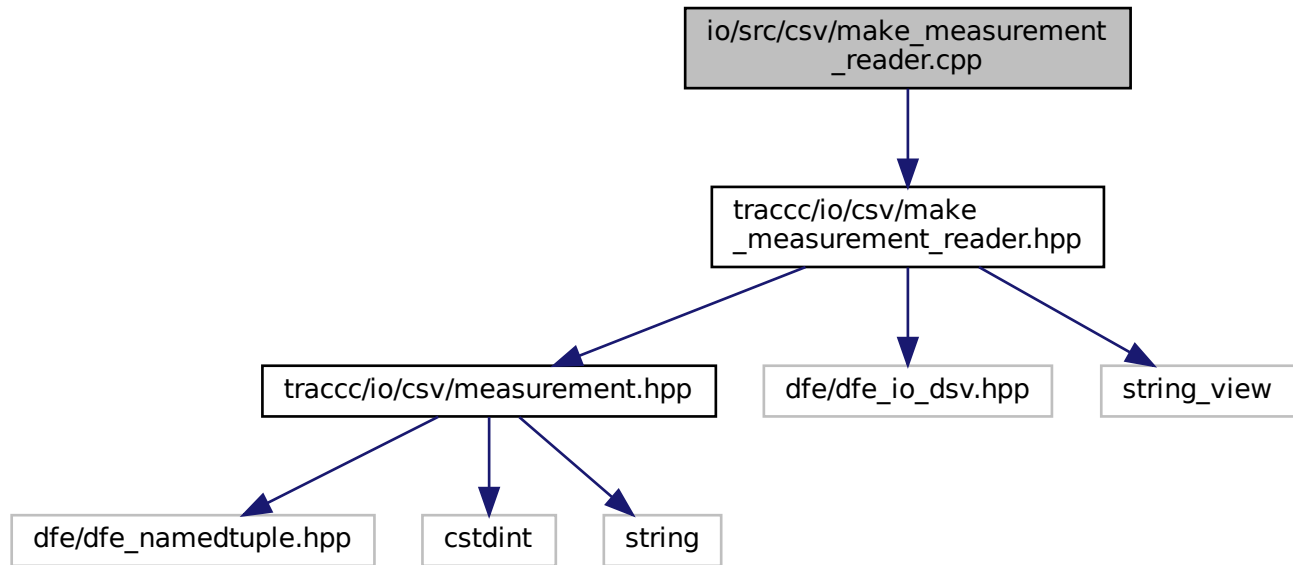 io/src/csv/make_measurement
_reader.cpp
traccc/io/csv/make
_measurement_reader.hpp
traccc/io/csv/measurement.hpp
dfe/dfe_io_dsv.hpp
string_view
dfe/dfe_namedtuple.hpp
cstdint
string